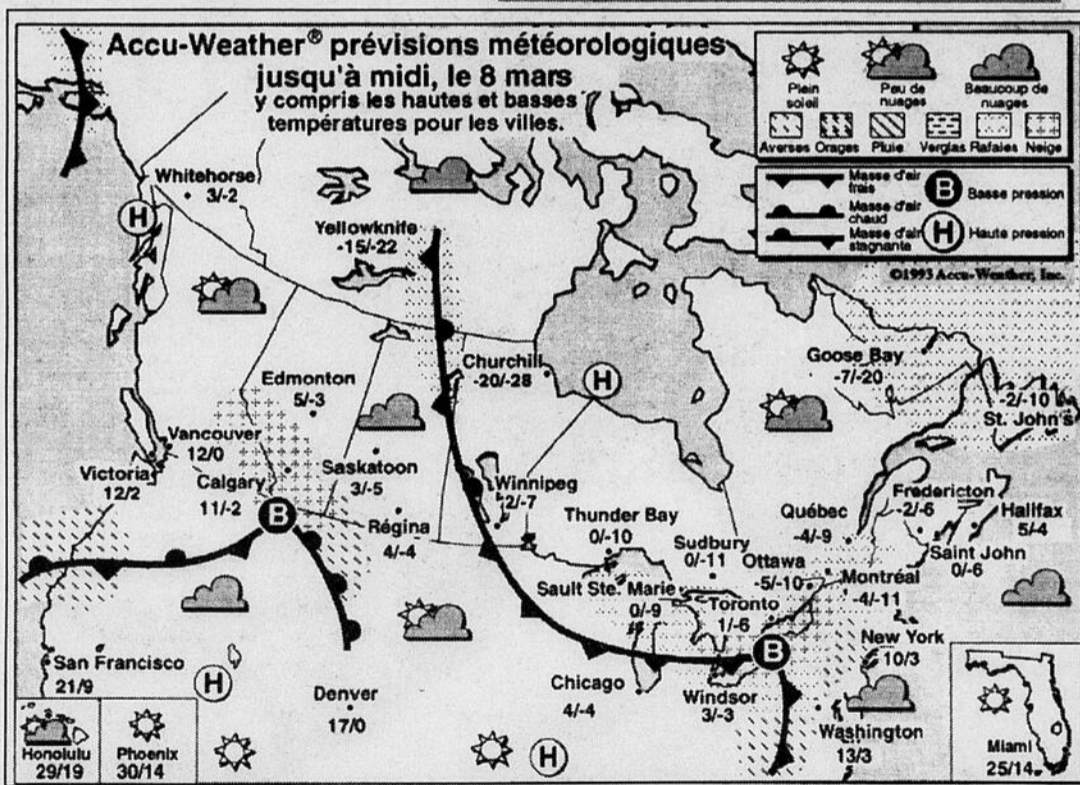 Accu-Weather® prévisions météorologiques
jusqu'à midi, le 8 mars
y compris les hautes et basses
températures pour les villes.
Plein
soleil
Peu de
nuages
Beaucoup de
nuages
Averses
Orages
Pluie
Verglas
Rafales
Neige
Masse d'air
frais
Masse d'air
chaud
Masse d'air
stagnante
B
Basse pression
H
Haute pression
©1993 Accu-Weather, Inc.
Whitehorse
3/-2
H
Yellowknife
-15/-22
Churchill
-20/-28
H
Goose Bay
-7/-20
-2/-10
St. John's
Edmonton
5/-3
Vancouver
12/0
Victoria
12/2
Calgary
11/-2
B
Saskatoon
3/-5
Régina
4/-4
Winnipeg
2/-7
Thunder Bay
0/-10
Sudbury
0/-11
Sault Ste. Marie
0/-9
Ottawa
-5/-10
Toronto
1/-6
Québec
-4/-9
Montréal
-4/-11
Fredericton
-2/-6
Halifax
5/-4
Saint John
0/-6
New York
10/3
B
Windsor
3/-3
Chicago
4/-4
Washington
13/3
San Francisco
21/9
H
Denver
17/0
H
Honolulu
29/19
Phoenix
30/14
Miami
25/14